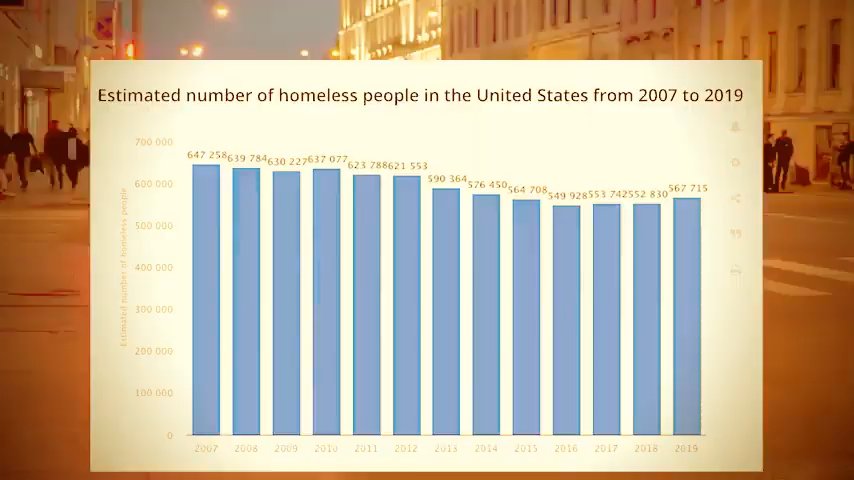 Estimated number of homeless people in the United States from 2007 to 2019
Estimated number of homeless people
700 000
600 000
500 000
400 000
300 000
200 000
100 000
0
647 258 639 784 630 227 637 077 623 788 621 553 590 364 576 450 564 708 549 928 553 742 552 830 567 715
2007 2008 2009 2010 2011 2012 2013 2014 2015 2016 2017 2018 2019